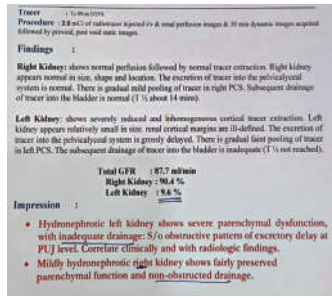 Tracer : Tc-99m DTPA
Procedure : 2.0 mCi of radiotracer injected i/v & renal perfusion images & 30 min dynamic images acquired
followed by prevoid, post void static images.
Findings :
Right Kidney: shows normal perfusion followed by normal tracer extraction. Right kidney
appears normal in size, shape and location. The excretion of tracer into the pelvicalyceal
system is normal. There is gradual mild pooling of tracer in right PCS. Subsequent drainage
of tracer into the bladder is normal (T ½ about 14 mins).
Left Kidney: shows severely reduced and inhomogeneous cortical tracer extraction. Left
kidney appears relatively small in size. renal cortical margins are ill-defined. The excretion of
tracer into the pelvicalyceal system is grossly delayed. There is gradual faint pooling of tracer
in left PCS. The subsequent drainage of tracer into the bladder is inadequate (T ½ not reached).
Total GFR : 87.7 ml/min
Right Kidney : 90.4 %
Left Kidney : 9.6 %
Impression :
• Hydronephrotic left kidney shows severe parenchymal dysfunction,
with inadequate drainage: S/o obstructive pattern of excretory delay at
PUJ level. Correlate clinically and with radiologic findings.
• Mildly hydronephrotic right kidney shows fairly preserved
parenchymal function and non-obstructed drainage.